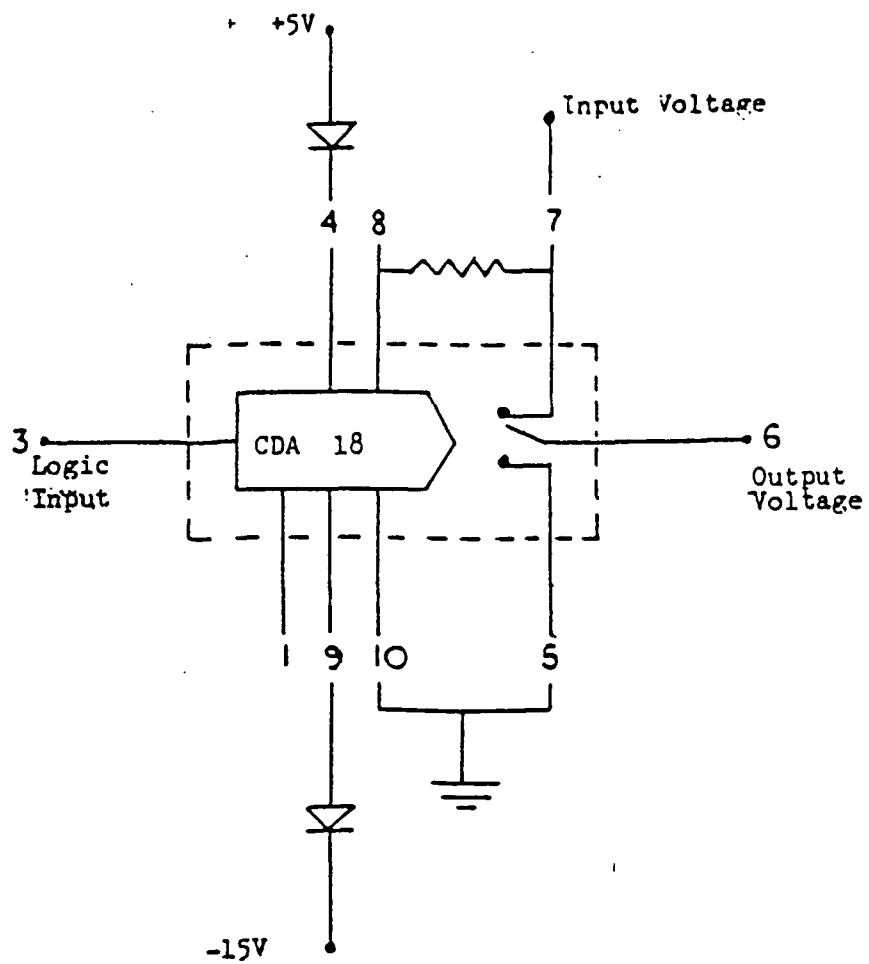 +5V
Input Voltage
4 8 7
3
CDA 18
6
Logic
Input
Output
Voltage
1 9 10 5
-15V